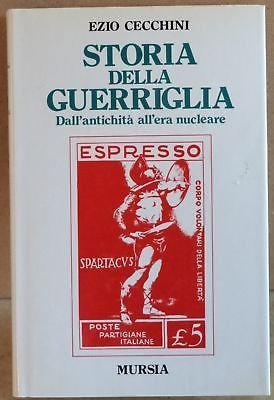 EZIO CECCHINI
STORIA
DELLA
GUERRIGLIA
Dall'antichità all'era nucleare
ESPRESSO
CORPO VOLONTARI DELLA LIBERTÀ
SPARTACVS
POSTE
PARTIGIANE
ITALIANE
£5
MURSIA